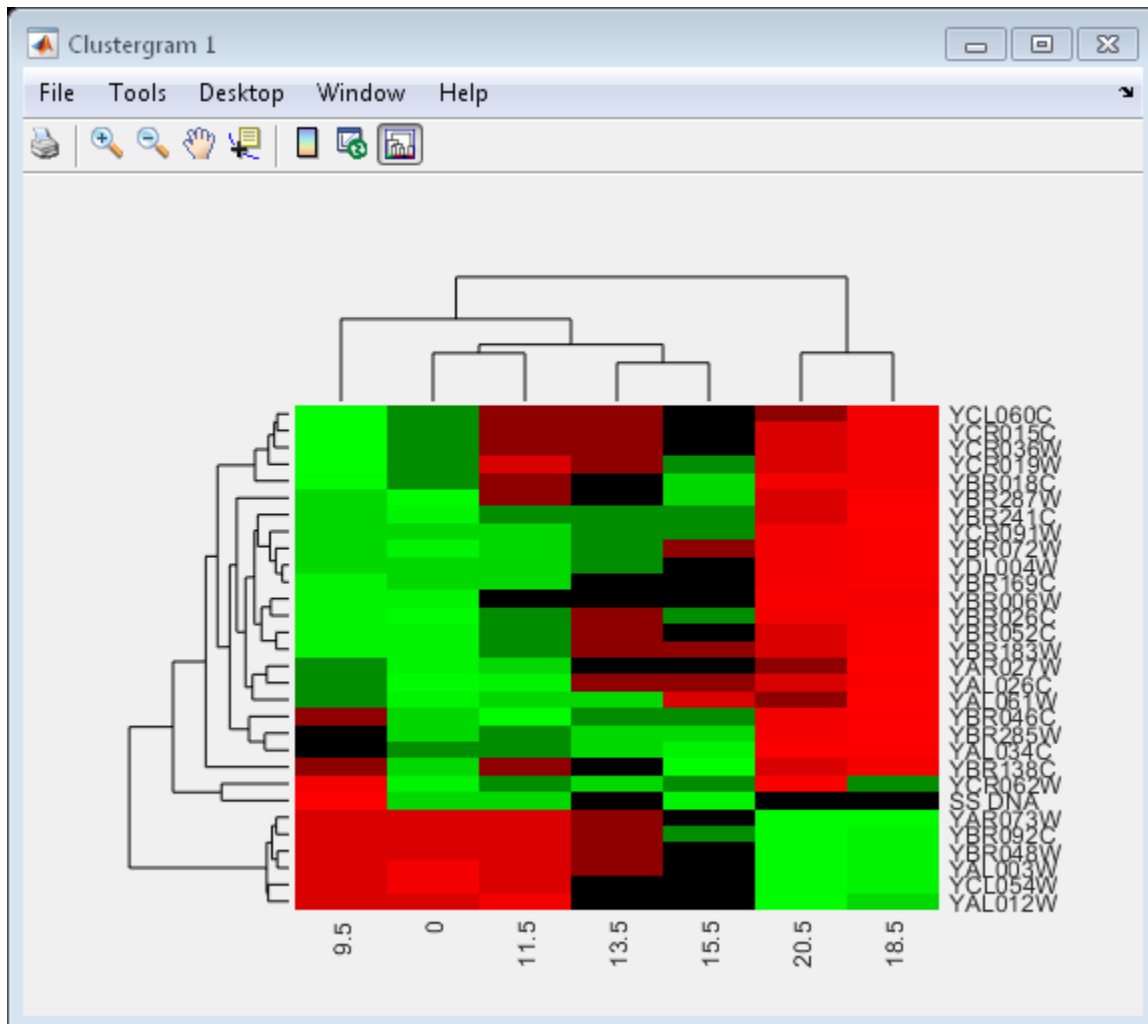 Clustergram 1
File Tools Desktop Window Help
YCL060C
YCR015C
YCR036W
YCR019W
YBR018C
YBR287W
YBR241C
YCR091W
YBR072W
YDL004W
YBR169C
YBR006W
YBR026C
YBR052C
YBR183W
YAR027W
YAL026C
YAL061W
YBR046C
YBR285W
YAL034C
YBR138C
YCR062W
SS DNA
YAR073W
YBR092C
YBR048W
YAL003W
YCL054W
YAL012W
9.5 0 11.5 13.5 15.5 20.5 18.5